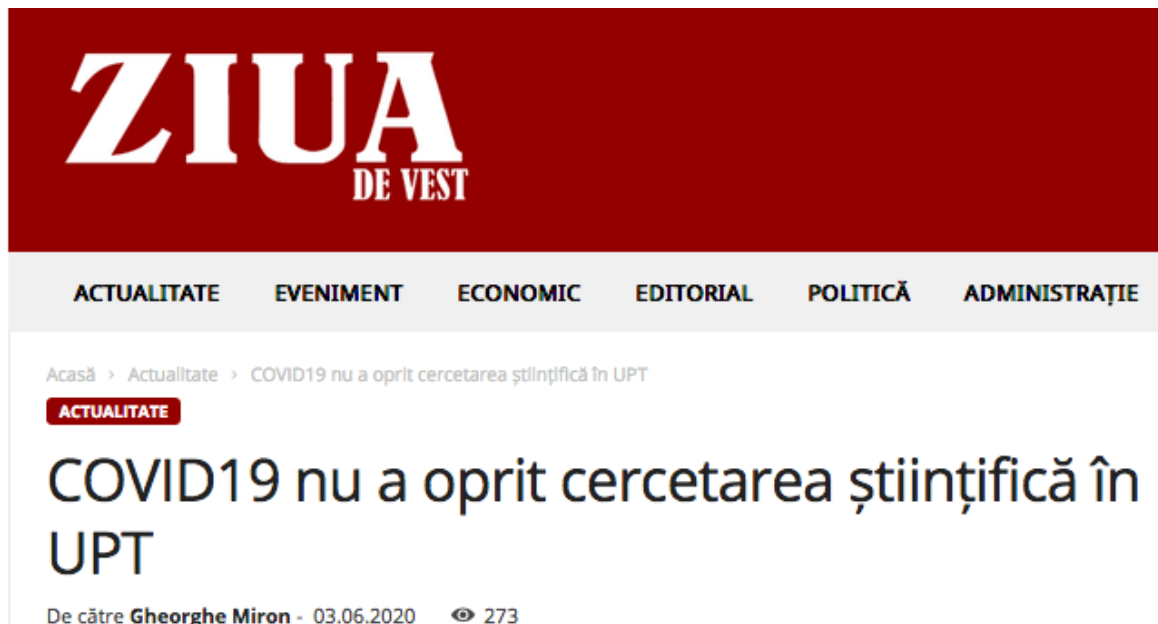 ZIUA
DE VEST
ACTUALITATE EVENIMENT ECONOMIC EDITORIAL POLITICĂ ADMINISTRAȚIE
Acasă › Actualitate › COVID19 nu a oprit cercetarea științifică în UPT
ACTUALITATE
COVID19 nu a oprit cercetarea științifică în
UPT
De către Gheorghe Miron - 03.06.2020 273